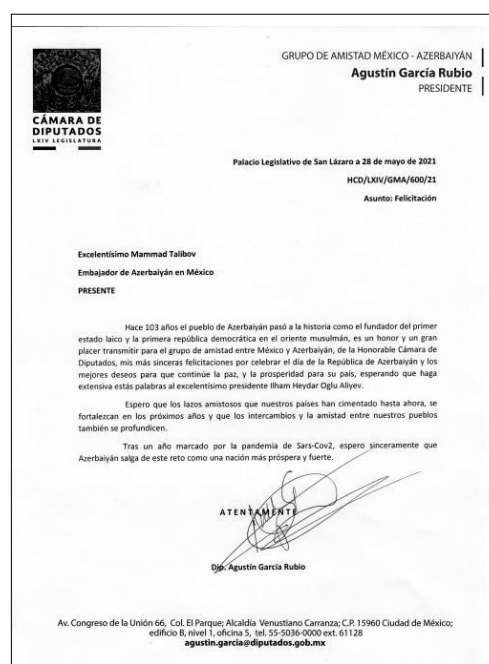 GRUPO DE AMISTAD MÉXICO - AZERBAIYÁN
Agustín García Rubio
PRESIDENTE
CÁMARA DE
DIPUTADOS
LXIV LEGISLATURA
Palacio Legislativo de San Lázaro a 28 de mayo de 2021
HCD/LXIV/GMA/600/21
Asunto: Felicitación
Excelentísimo Mammad Talibov
Embajador de Azerbaiyán en México
PRESENTE
Hace 103 años el pueblo de Azerbaiyán pasó a la historia como el fundador del primer
estado laico y la primera república democrática en el oriente musulmán, es un honor y un gran
placer transmitir para el grupo de amistad entre México y Azerbaiyán, de la Honorable Cámara de
Diputados, mis más sinceras felicitaciones por celebrar el día de la República de Azerbaiyán y los
mejores deseos para que continúe la paz, y la prosperidad para su país, esperando que haga
extensiva estás palabras al excelentísimo presidente Ilham Heydar Oglu Aliyev.
Espero que los lazos amistosos que nuestros países han cimentado hasta ahora, se
fortalezcan en los próximos años y que los intercambios y la amistad entre nuestros pueblos
también se profundicen.
Tras un año marcado por la pandemia de Sars-Cov2, espero sinceramente que
Azerbaiyán salga de este reto como una nación más próspera y fuerte.
ATENTAMENTE
Dip. Agustín García Rubio
Av. Congreso de la Unión 66, Col. El Parque; Alcaldía Venustiano Carranza; C.P. 15960 Ciudad de México;
edificio B, nivel 1, oficina 5, tel. 55-5036-0000 ext. 61128
agustin.garcia@diputados.gob.mx